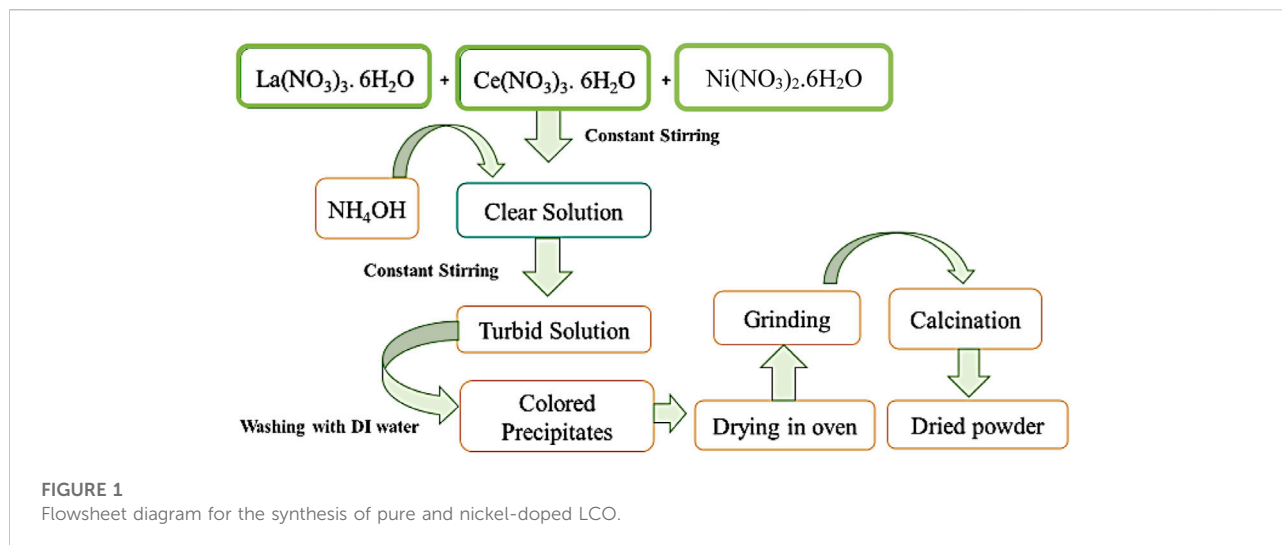 La(NO₃)₃. 6H₂O + Ce(NO₃)₃. 6H₂O + Ni(NO₃)₂.6H₂O
Constant Stirring
NH₄OH
Clear Solution
Constant Stirring
Turbid Solution
Grinding
Calcination
Washing with DI water
Colored
Precipitates
Drying in oven
Dried powder
FIGURE 1
Flowsheet diagram for the synthesis of pure and nickel-doped LCO.